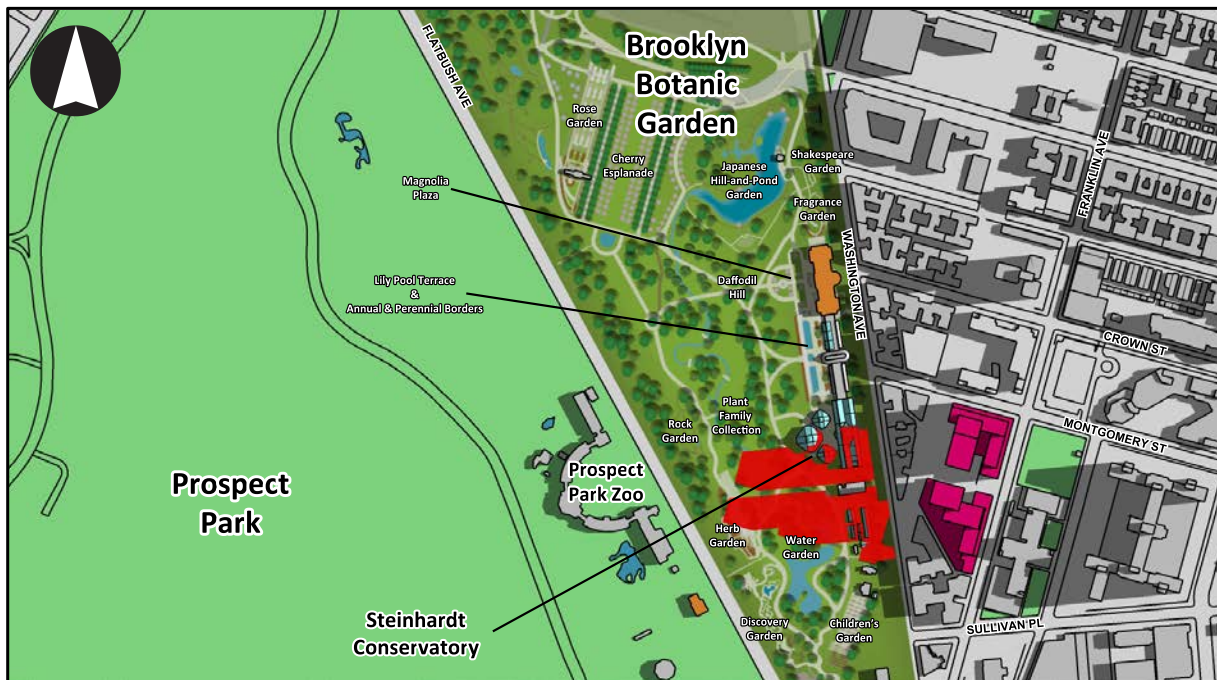 FLATBUSH AVE
Brooklyn
Botanic
Garden
Rose
Garden
Cherry
Esplanade
Japanese
Hill-and-Pond
Garden
Shakespeare
Garden
Fragrance
Garden
FRANKLIN AVE
Magnolia
Plaza
WASHINGTON AVE
Lily Pool Terrace
&
Annual & Perennial Borders
Daffodil
Hill
CROWN ST
Plant
Family
Collection
Rock
Garden
MONTGOMERY ST
Prospect
Park
Prospect
Park Zoo
Herb
Garden
Water
Garden
Steinhardt
Conservatory
Discovery
Garden
Children's
Garden
SULLIVAN PL